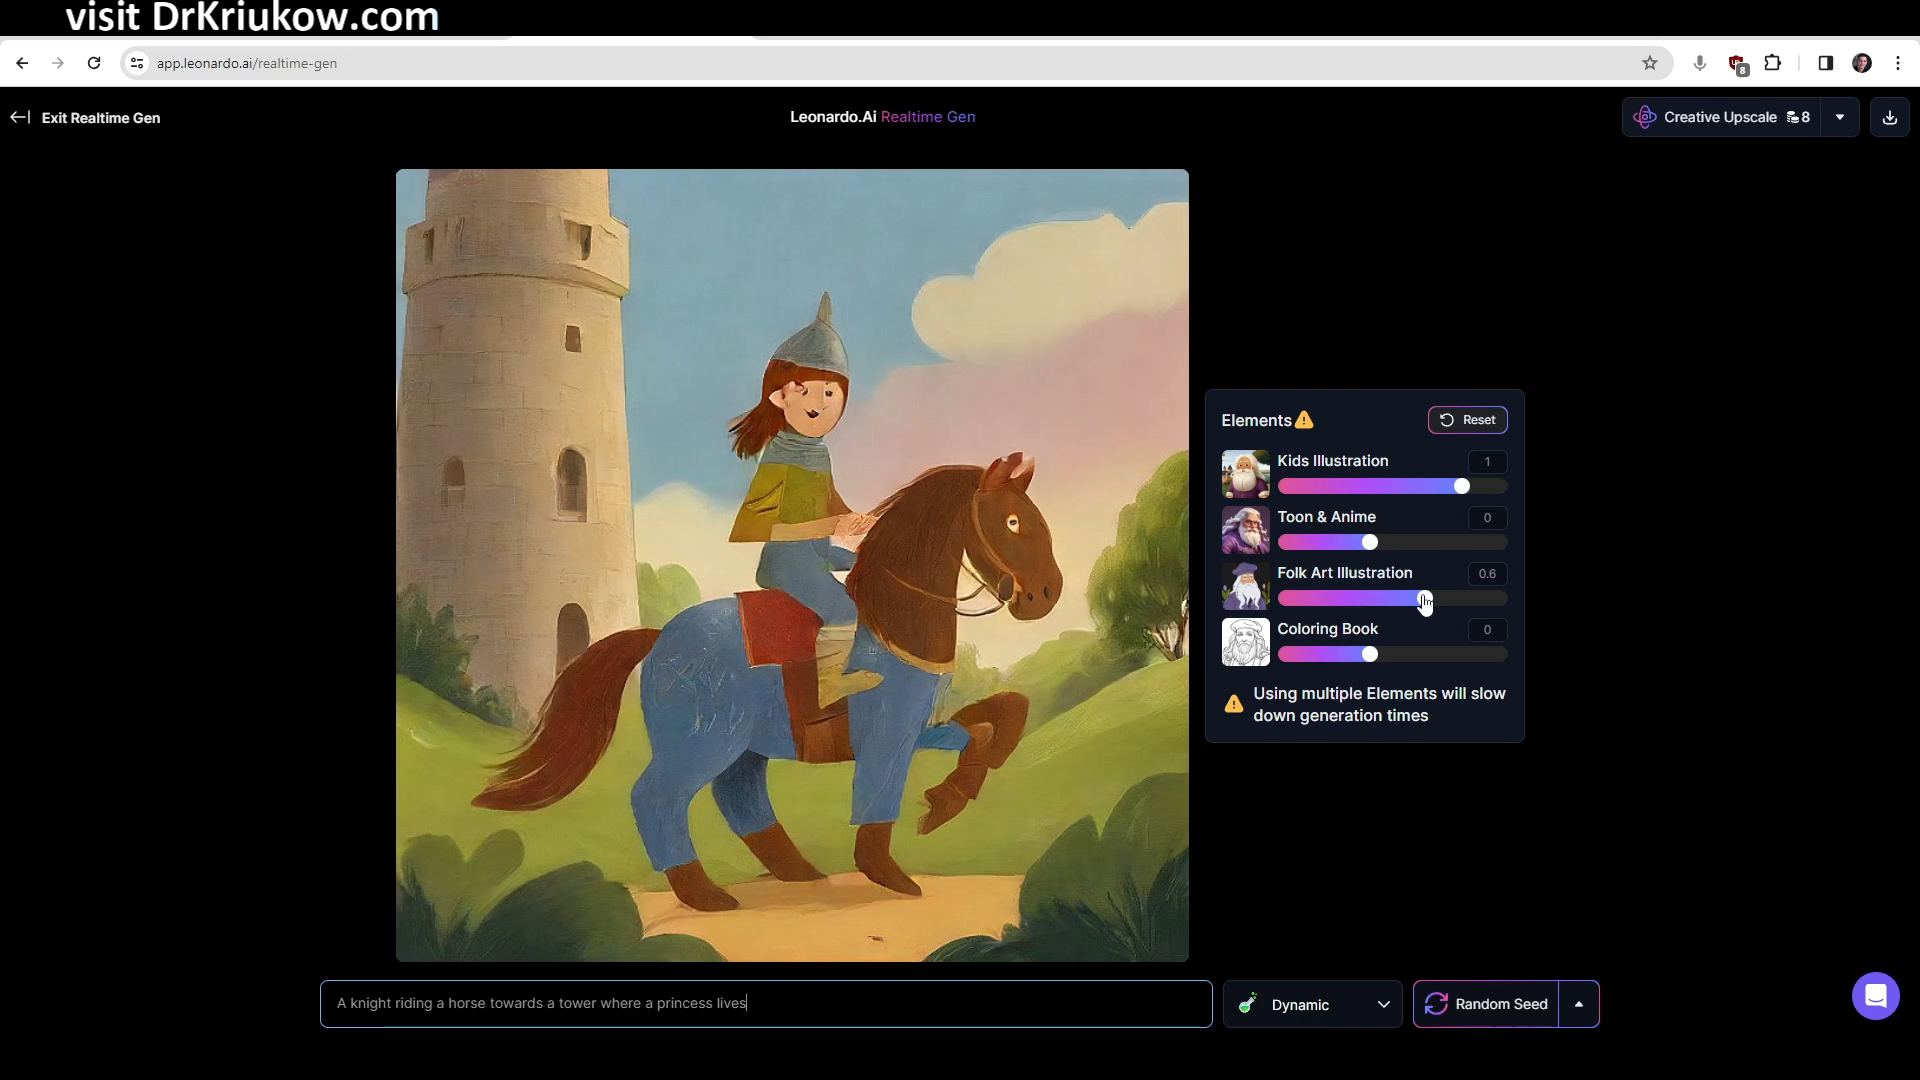 visit DrKriukow.com
app.leonardo.ai/realtime-gen
8
Exit Realtime Gen
Leonardo.Ai Realtime Gen
Creative Upscale 8
Elements
Reset
Kids Illustration 1
Toon & Anime 0
Folk Art Illustration 0.6
Coloring Book 0
Using multiple Elements will slow
down generation times
A knight riding a horse towards a tower where a princess lives
Dynamic
Random Seed